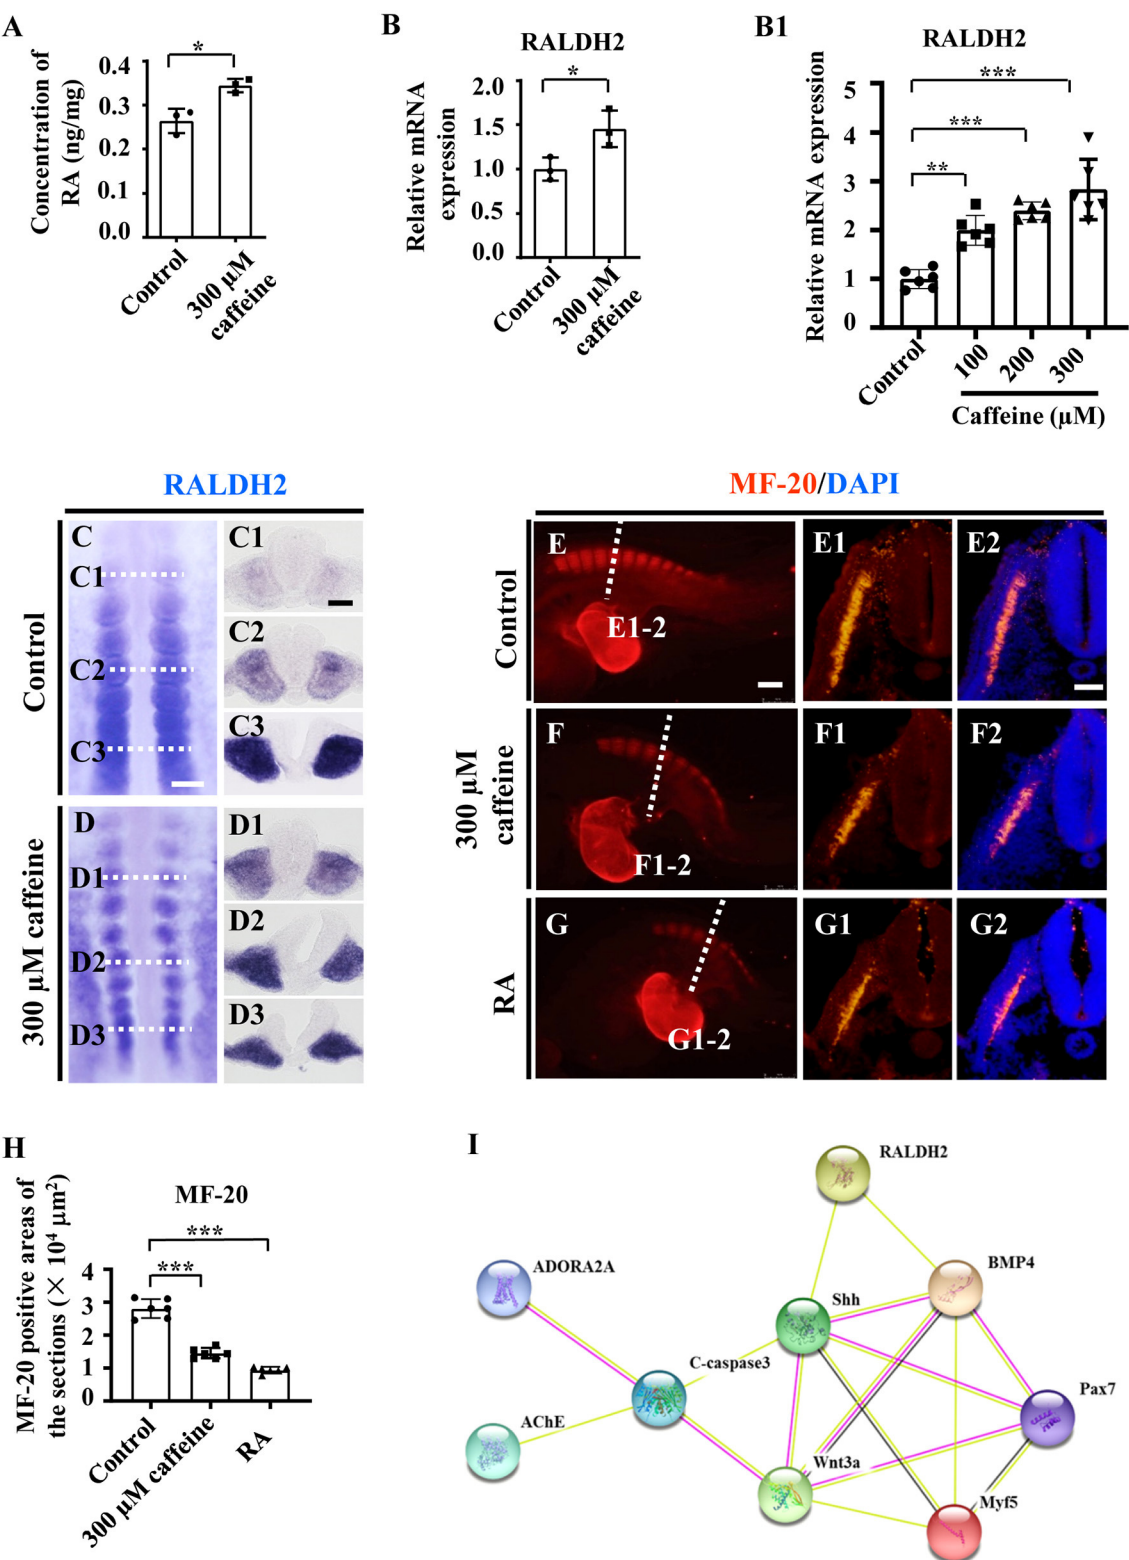 A
Concentration of
RA (ng/mg)
0.4
0.3
0.2
0.1
0.0
*
Control
300 μM
caffeine
B
RALDH2
Relative mRNA
expression
2.0
1.5
1.0
0.5
0.0
*
Control
300 μM
caffeine
B1
RALDH2
Relative mRNA expression
5
4
3
2
1
0
***
***
**
Control
100
200
300
Caffeine (μM)
RALDH2
Control
C
C1
C2
C3
C1
C2
C3
300 μM caffeine
D
D1
D2
D3
D1
D2
D3
MF-20/DAPI
Control
E
E1-2
E1
E2
300 μM
caffeine
F
F1-2
F1
F2
RA
G
G1-2
G1
G2
H
MF-20
MF-20 positive areas of
the sections (× 10⁴ μm²)
4
3
2
1
0
***
***
Control
300 μM caffeine
RA
I
RALDH2
ADORA2A
BMP4
Shh
C-caspase3
Pax7
AChE
Wnt3a
Myf5